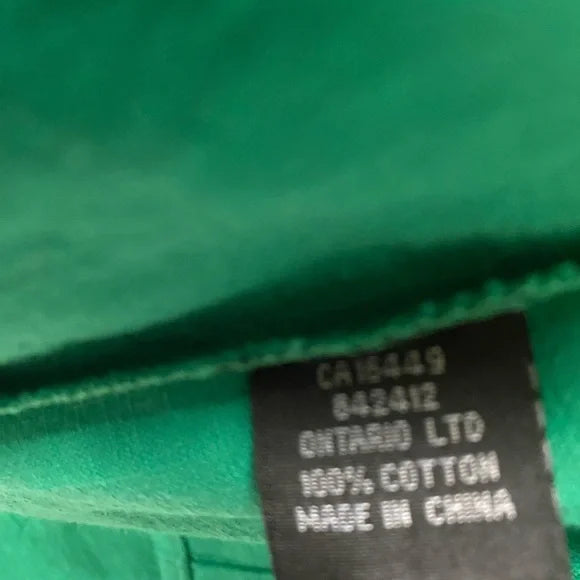 CA16449
842412
ONTARIO LTD
100% COTTON
MADE IN CHINA